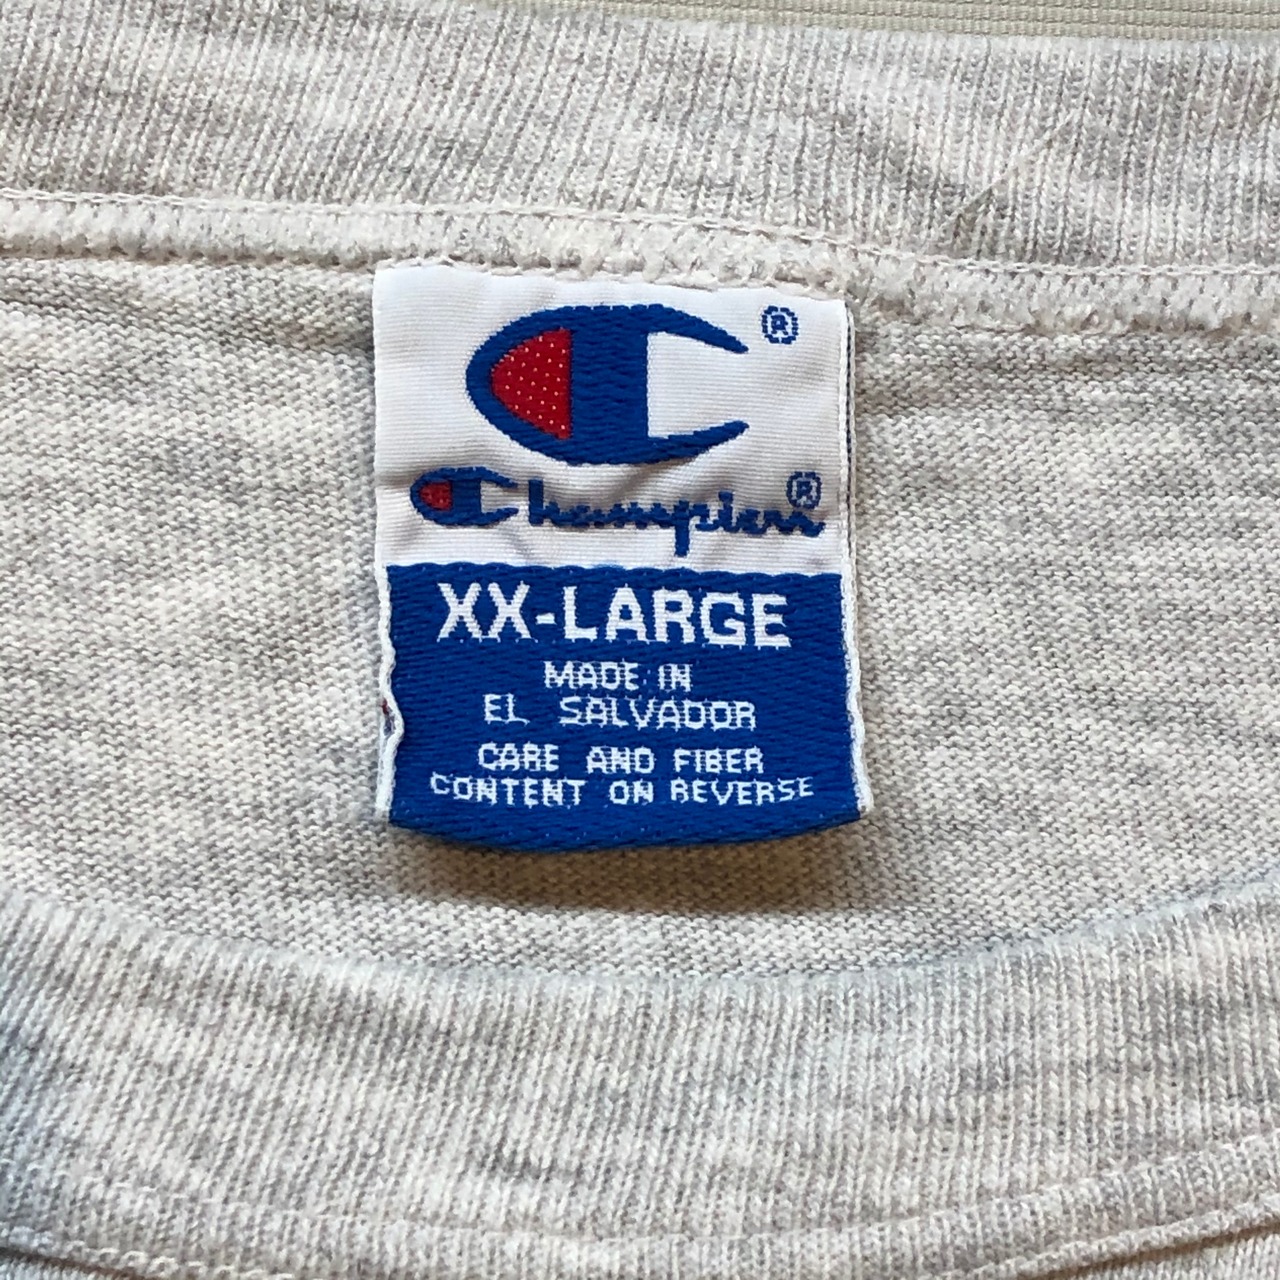 ®
Champion®
XX-LARGE
MADE IN
EL SALVADOR
CARE AND FIBER
CONTENT ON REVERSE